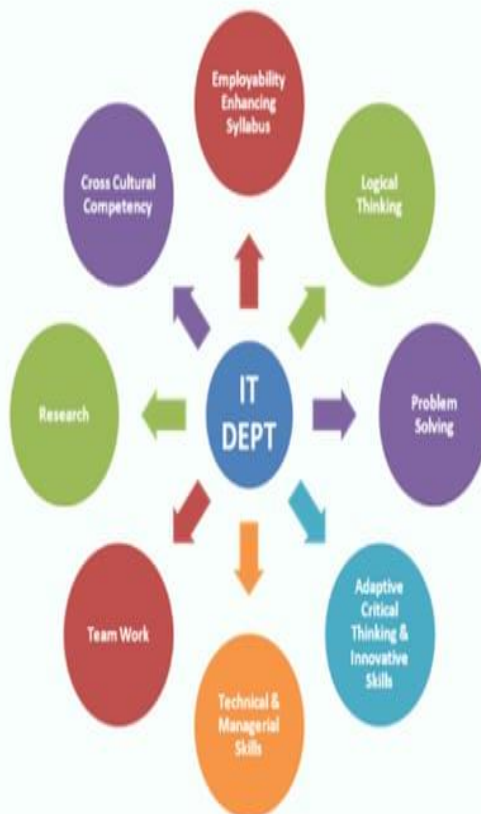 Employability
Enhancing
Syllabus
Logical
Thinking
Problem
Solving
Adaptive
Critical
Thinking &
Innovative
Skills
Technical &
Managerial
Skills
Team Work
Research
Cross Cultural
Competency
IT
DEPT